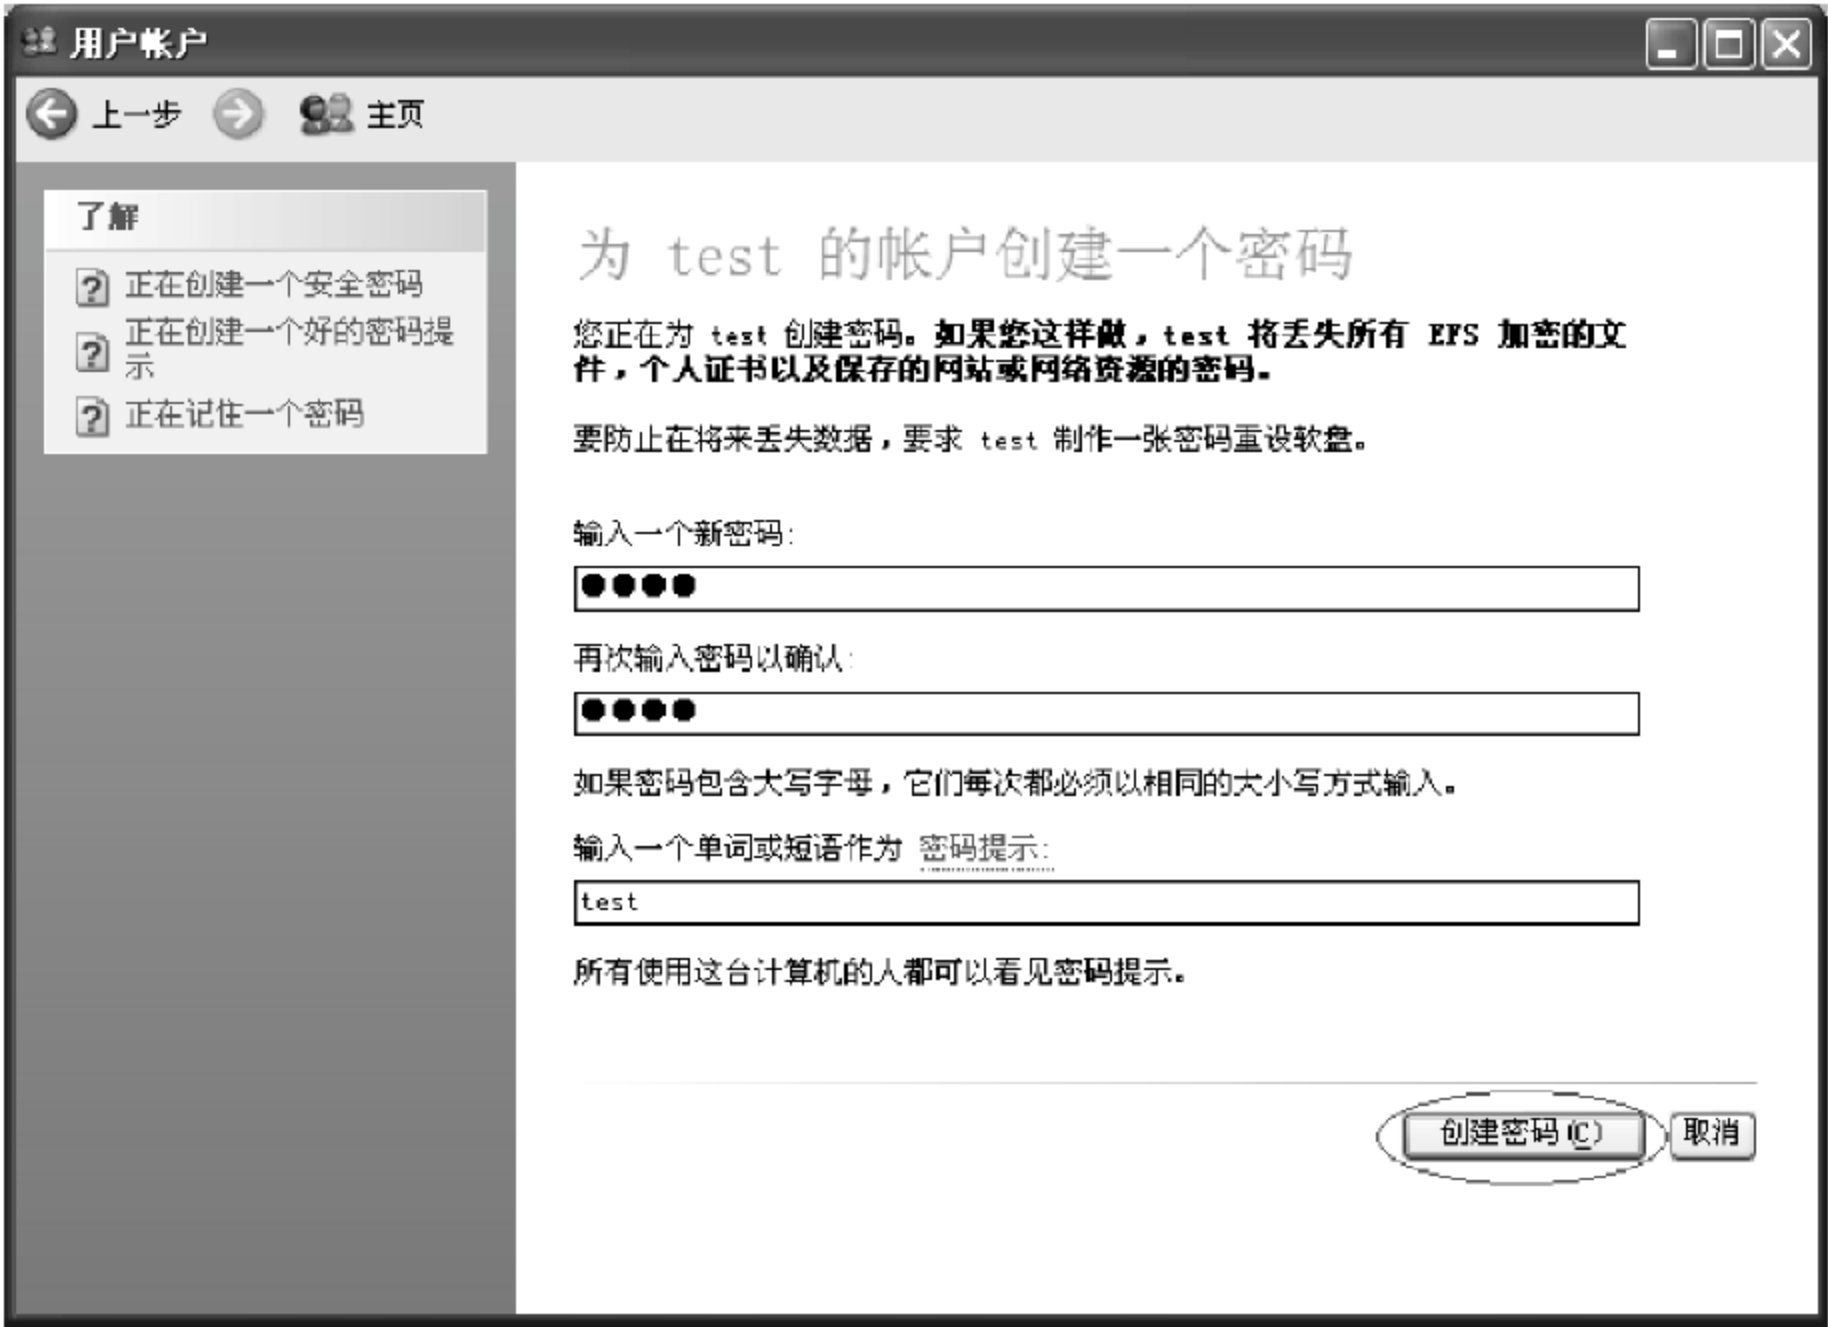 用户帐户
上一步 主页
了解
正在创建一个安全密码
正在创建一个好的密码提
示
正在记住一个密码
为 test 的帐户创建一个密码
您正在为 test 创建密码。如果您这样做，test 将丢失所有 EFS 加密的文
件，个人证书以及保存的网站或网络资源的密码。
要防止在将来丢失数据，要求 test 制作一张密码重设软盘。
输入一个新密码:
●●●●
再次输入密码以确认:
●●●●
如果密码包含大写字母，它们每次都必须以相同的大小写方式输入。
输入一个单词或短语作为 密码提示:
test
所有使用这台计算机的人都可以看见密码提示。
创建密码(C) 取消